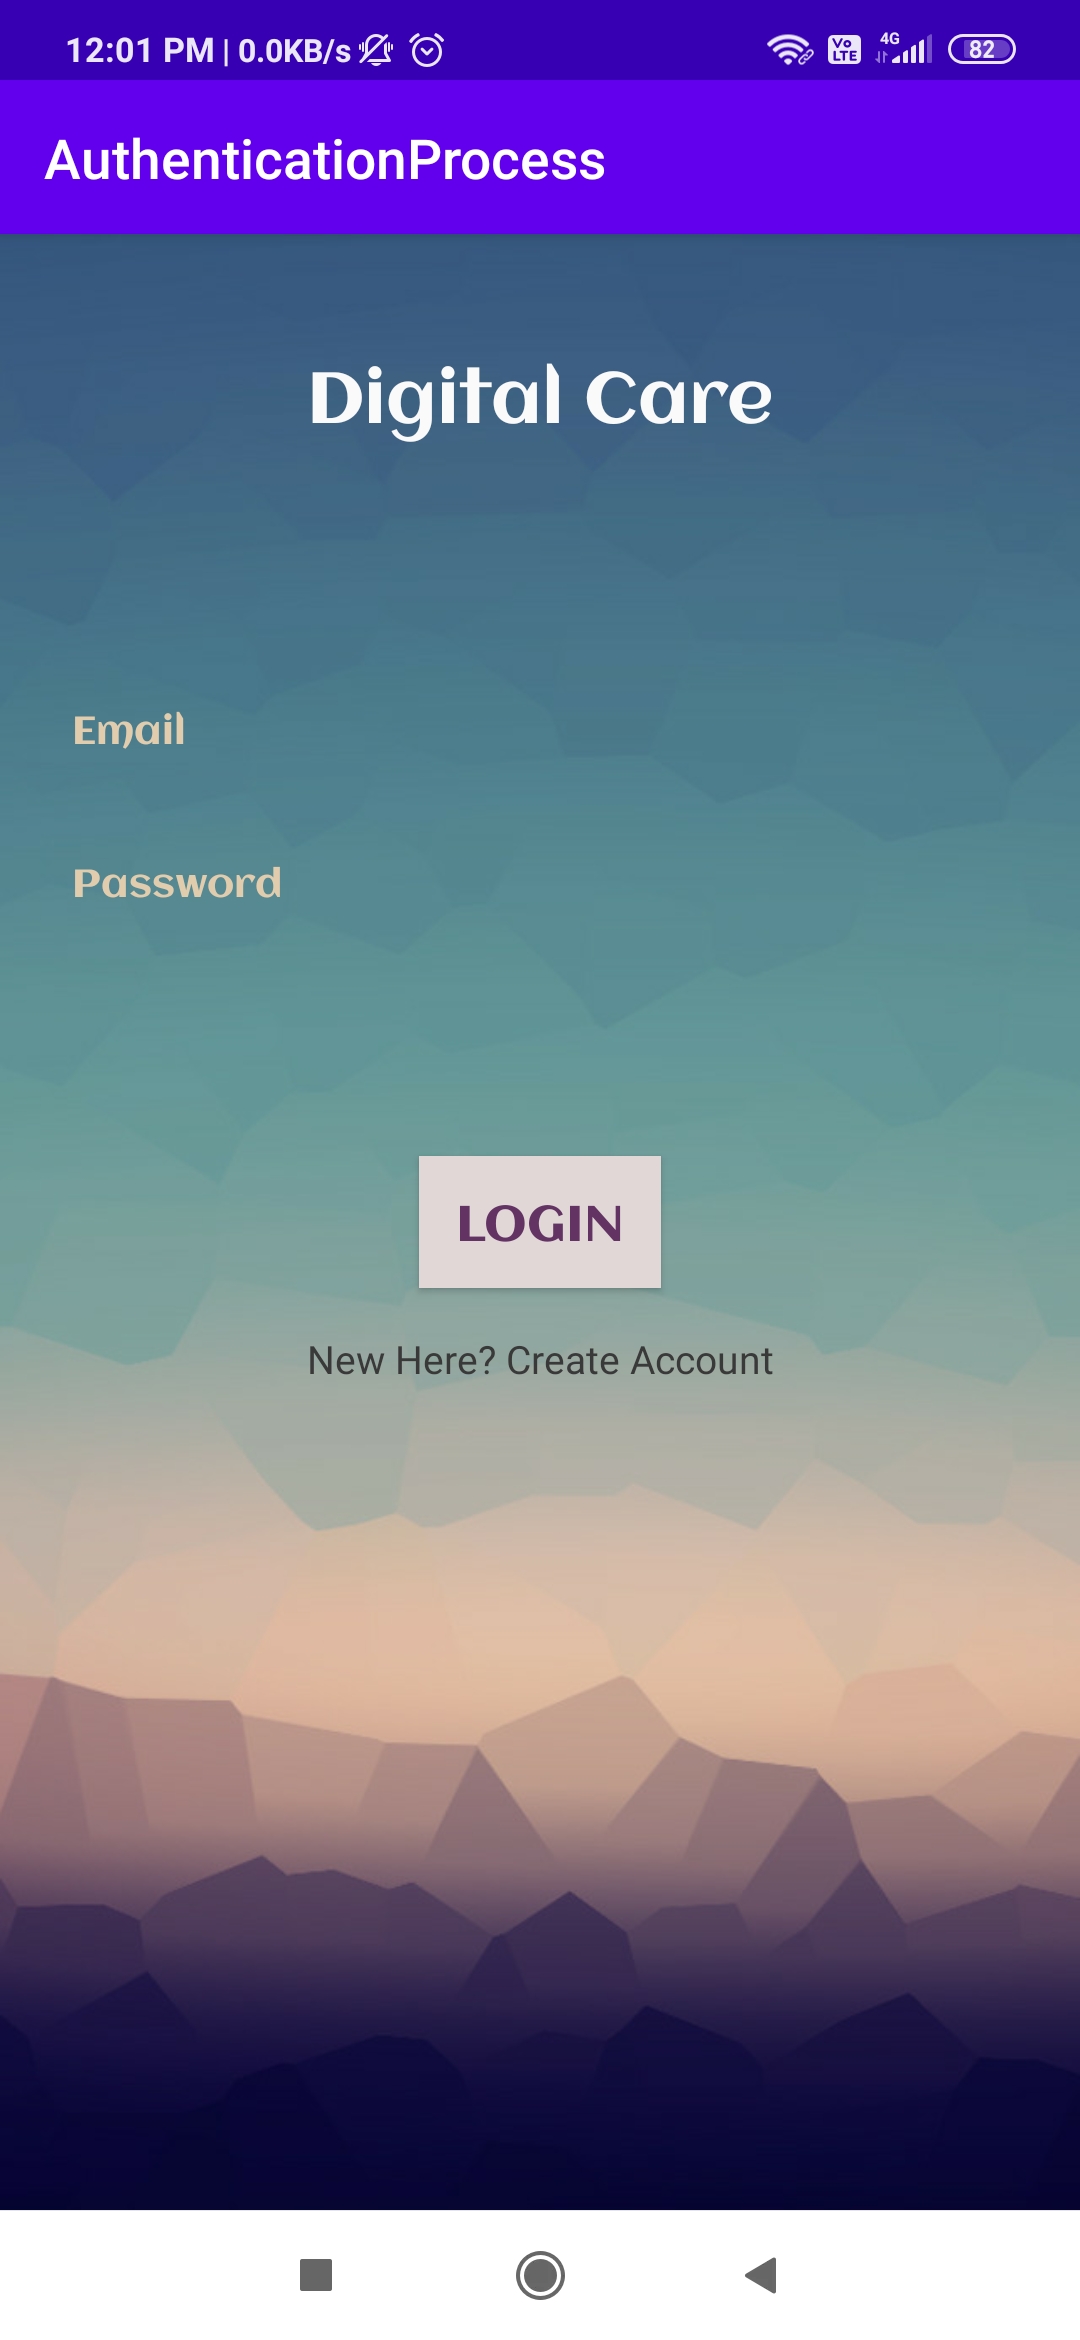 12:01 PM | 0.0KB/s Vo LTE 4G 82
AuthenticationProcess
Digital Care
Email
Password
LOGIN
New Here? Create Account